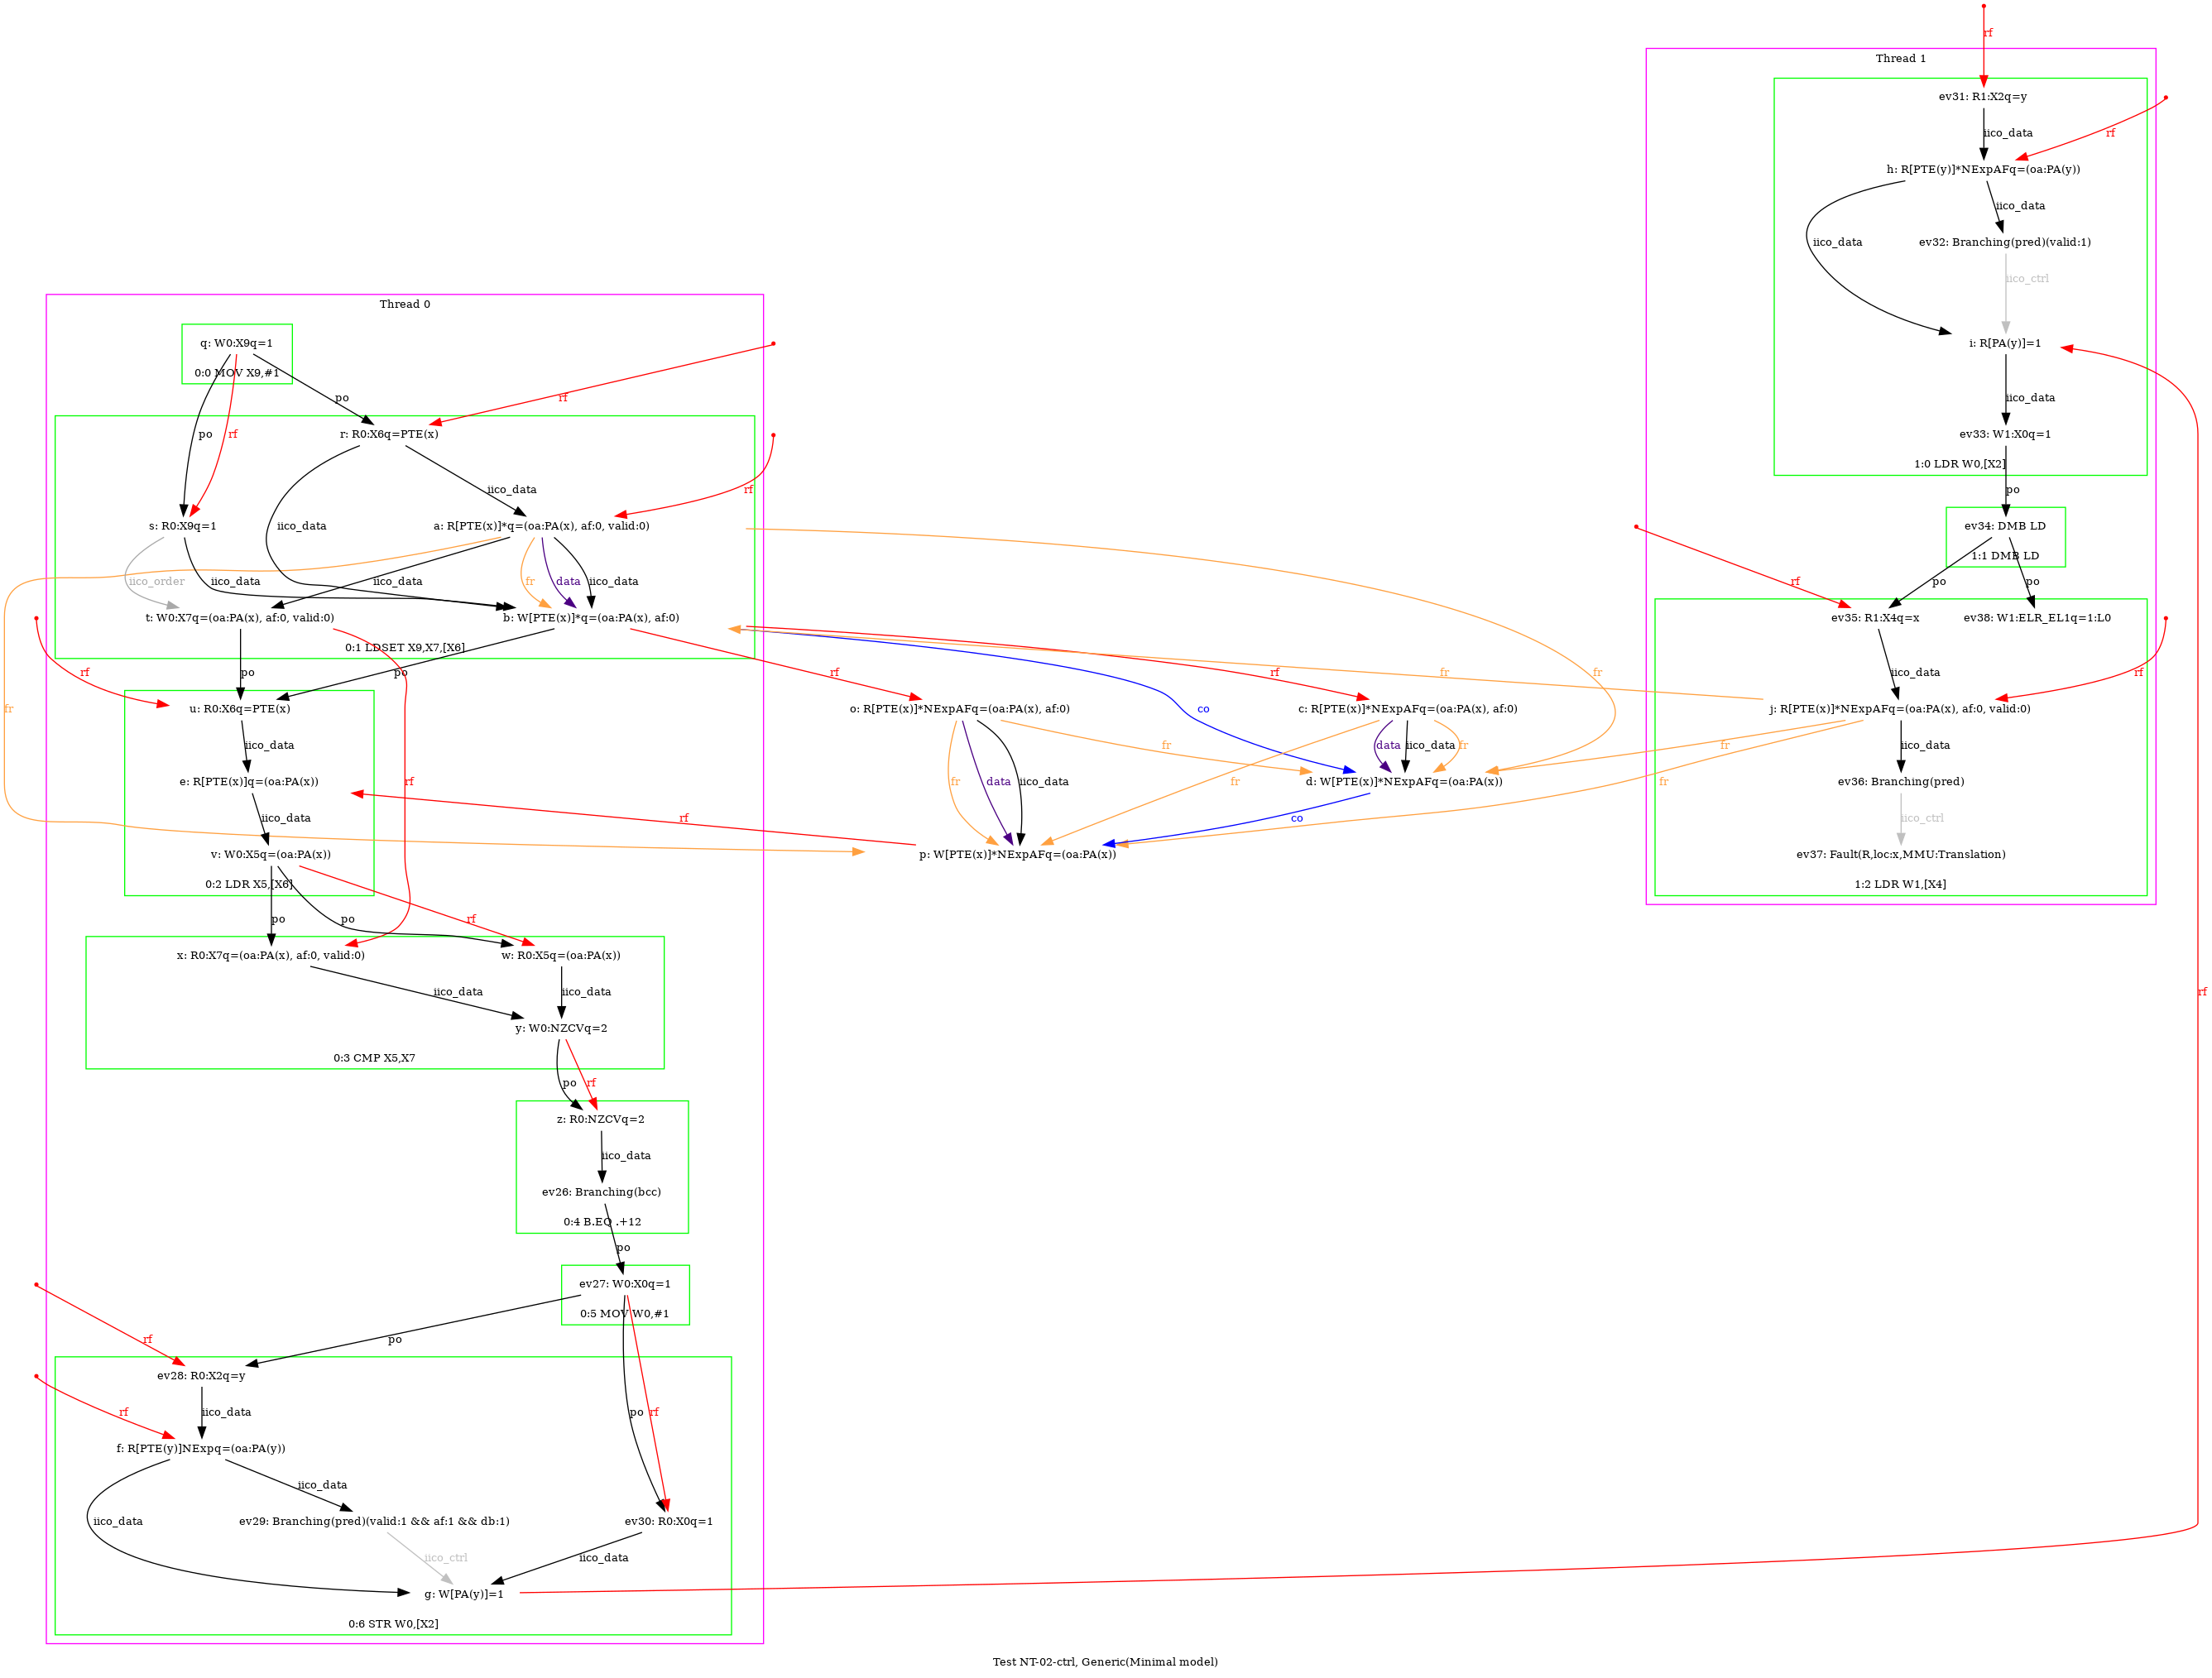 rf
Thread 1
ev31: R1:X2q=y
iico_data
rf
h: R[PTE(y)]*NExpAFq=(oa:PA(y))
iico_data
iico_data
ev32: Branching(pred)(valid:1)
iico_ctrl
i: R[PA(y)]=1
iico_data
ev33: W1:X0q=1
1:0 LDR W0,[X2]
po
ev34: DMB LD
1:1 DMB LD
rf
po
po
ev35: R1:X4q=x
ev38: W1:ELR_EL1q=1:L0
iico_data
rf
j: R[PTE(x)]*NExpAFq=(oa:PA(x), af:0, valid:0)
iico_data
ev36: Branching(pred)
iico_ctrl
ev37: Fault(R,loc:x,MMU:Translation)
1:2 LDR W1,[X4]
Thread 0
q: W0:X9q=1
0:0 MOV X9,#1
po
rf
po
rf
r: R0:X6q=PTE(x)
iico_data
iico_data
rf
s: R0:X9q=1
a: R[PTE(x)]*q=(oa:PA(x), af:0, valid:0)
iico_order
iico_data
iico_data
fr
data
iico_data
t: W0:X7q=(oa:PA(x), af:0, valid:0)
b: W[PTE(x)]*q=(oa:PA(x), af:0)
0:1 LDSET X9,X7,[X6]
rf
po
po
rf
rf
fr
fr
fr
u: R0:X6q=PTE(x)
co
o: R[PTE(x)]*NExpAFq=(oa:PA(x), af:0)
c: R[PTE(x)]*NExpAFq=(oa:PA(x), af:0)
iico_data
fr
data
iico_data
fr
e: R[PTE(x)]q=(oa:PA(x))
rf
fr
data
iico_data
fr
fr
fr
d: W[PTE(x)]*NExpAFq=(oa:PA(x))
iico_data
rf
co
v: W0:X5q=(oa:PA(x))
p: W[PTE(x)]*NExpAFq=(oa:PA(x))
0:2 LDR X5,[X6]
po
po
rf
x: R0:X7q=(oa:PA(x), af:0, valid:0)
w: R0:X5q=(oa:PA(x))
iico_data
iico_data
rf
y: W0:NZCVq=2
0:3 CMP X5,X7
po
rf
z: R0:NZCVq=2
iico_data
ev26: Branching(bcc)
0:4 B.EQ .+12
po
ev27: W0:X0q=1
0:5 MOV W0,#1
rf
po
ev28: R0:X2q=y
rf
iico_data
po
rf
f: R[PTE(y)]NExpq=(oa:PA(y))
iico_data
iico_data
ev29: Branching(pred)(valid:1 && af:1 && db:1)
ev30: R0:X0q=1
iico_ctrl
iico_data
g: W[PA(y)]=1
0:6 STR W0,[X2]
Test NT-02-ctrl, Generic(Minimal model)